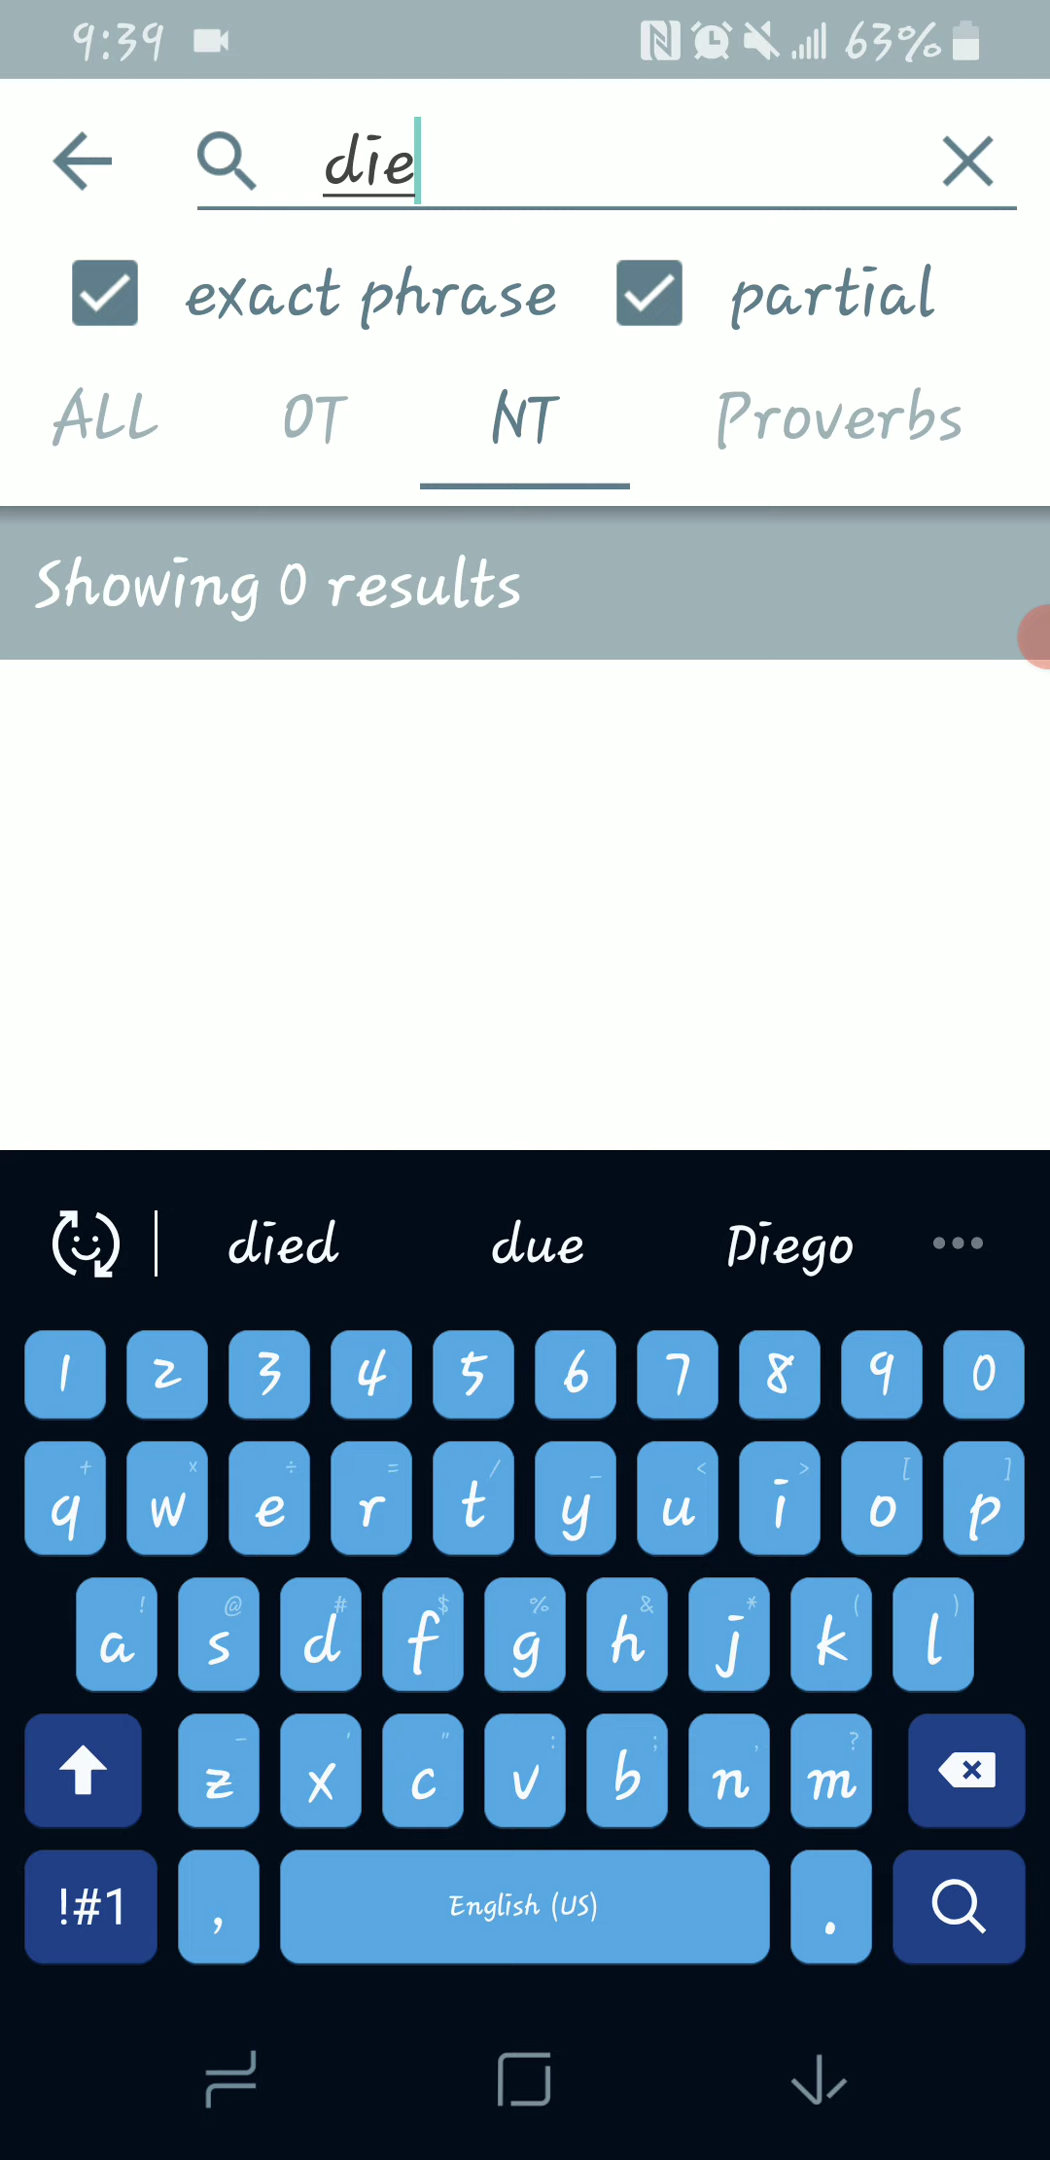 9:39 63%
die
exact phrase partial
ALL OT NT Proverbs
Showing 0 results
died due Diego
1 2 3 4 5 6 7 8 9 0
+ x ÷ = / _ < > [ ]
q w e r t y u i o p
! @ # $ % & * ( )
a s d f g h j k l
- ' " : ; , ?
z x c v b n m
!#1 , English (US) .